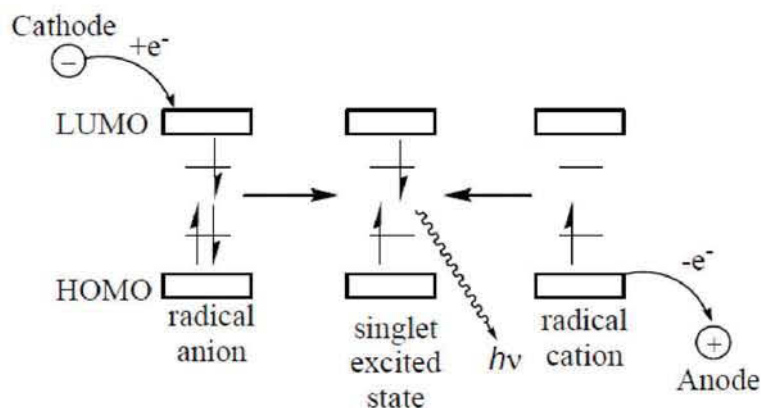 Cathode
−
+e-
LUMO
HOMO
radical
anion
singlet
excited
state
hν
radical
cation
-e-
+
Anode